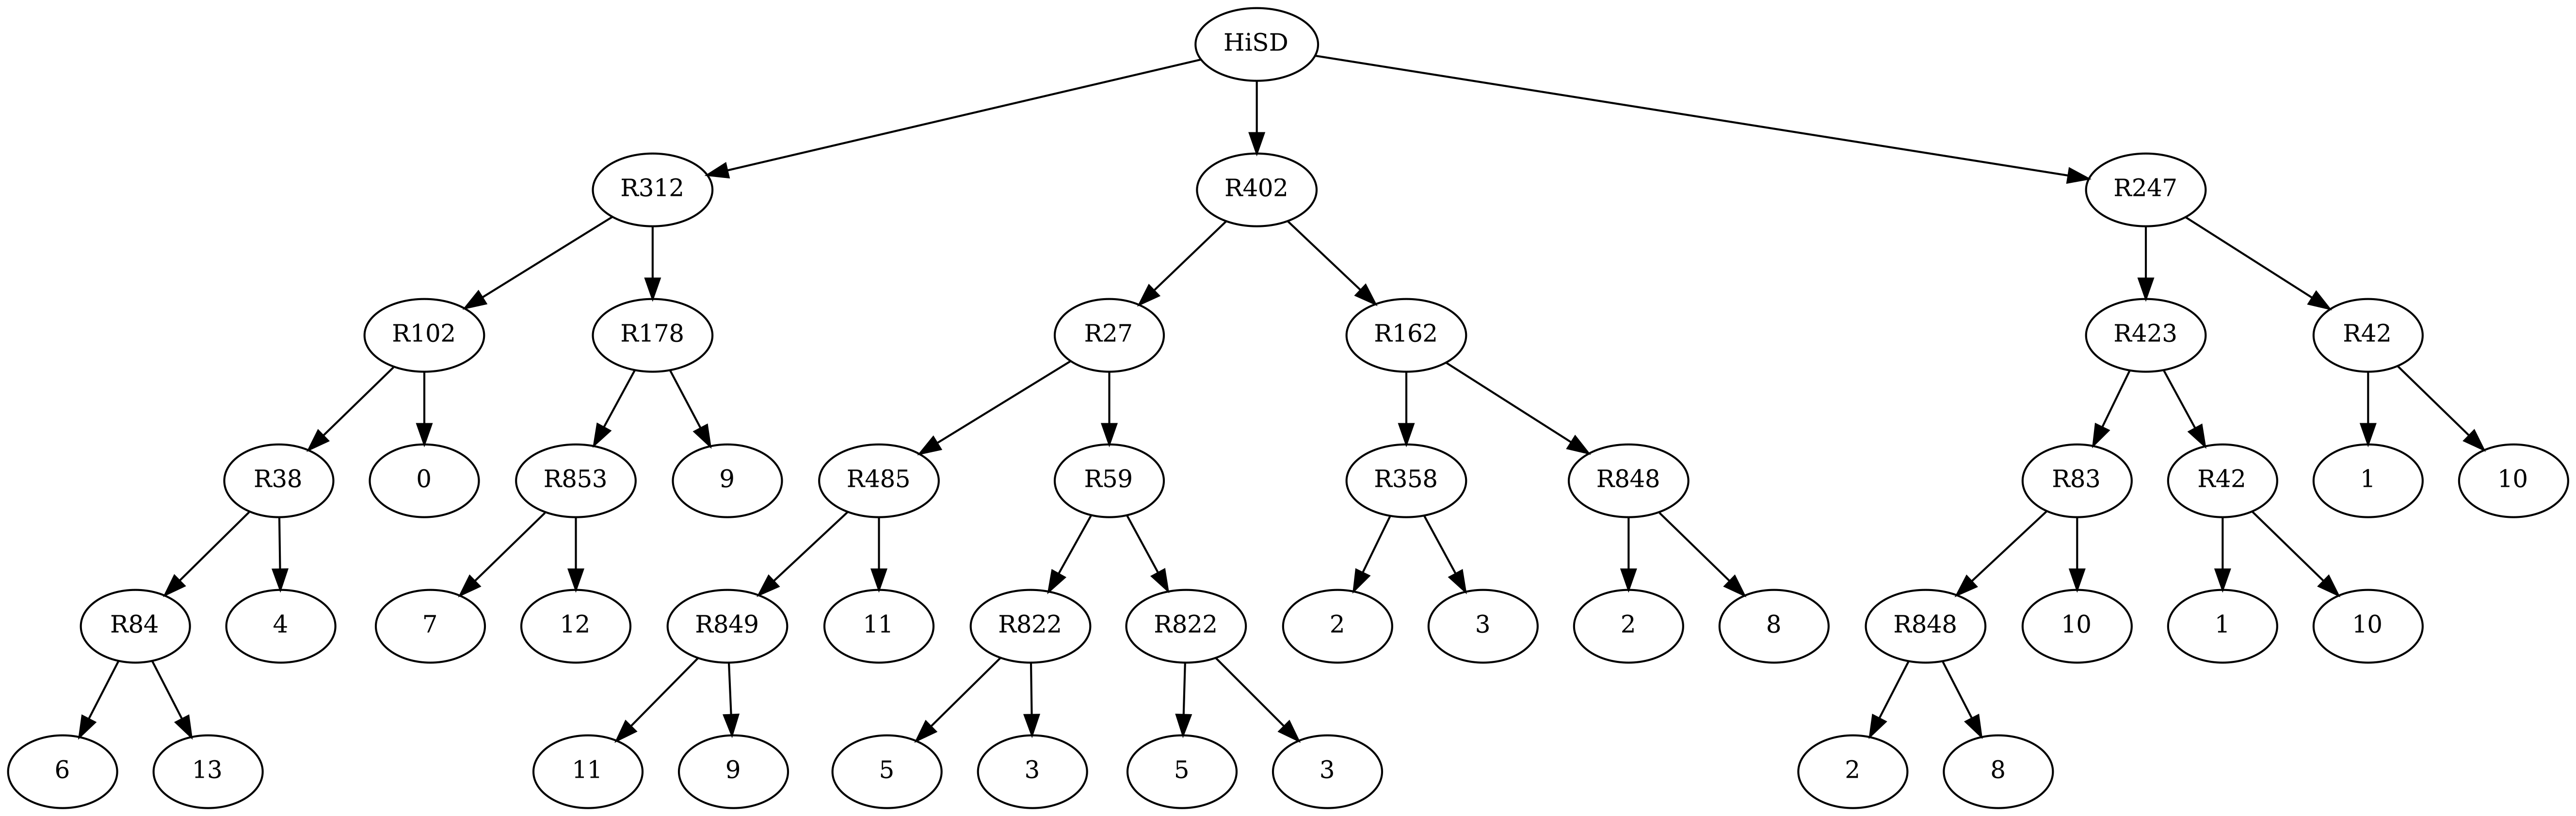 HiSD
R312 R402 R247
R102 R178 R27 R162 R423 R42
R38 0 R853 9 R485 R59 R358 R848 R83 R42 1 10
R84 4 7 12 R849 11 R822 R822 2 3 2 8 R848 10 1 10
6 13 11 9 5 3 5 3 2 8